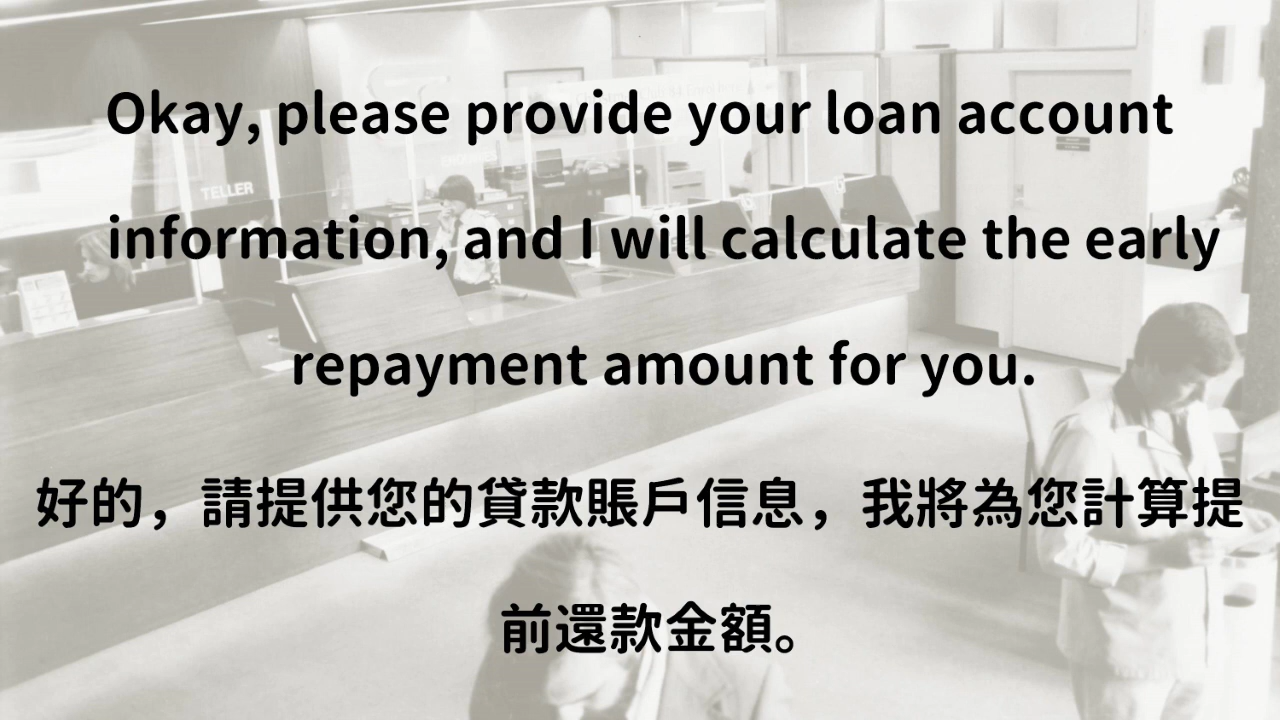 Okay, please provide your loan account
information, and I will calculate the early
repayment amount for you.
好的，請提供您的貸款賬戶信息，我將為您計算提
前還款金額。
TELLER